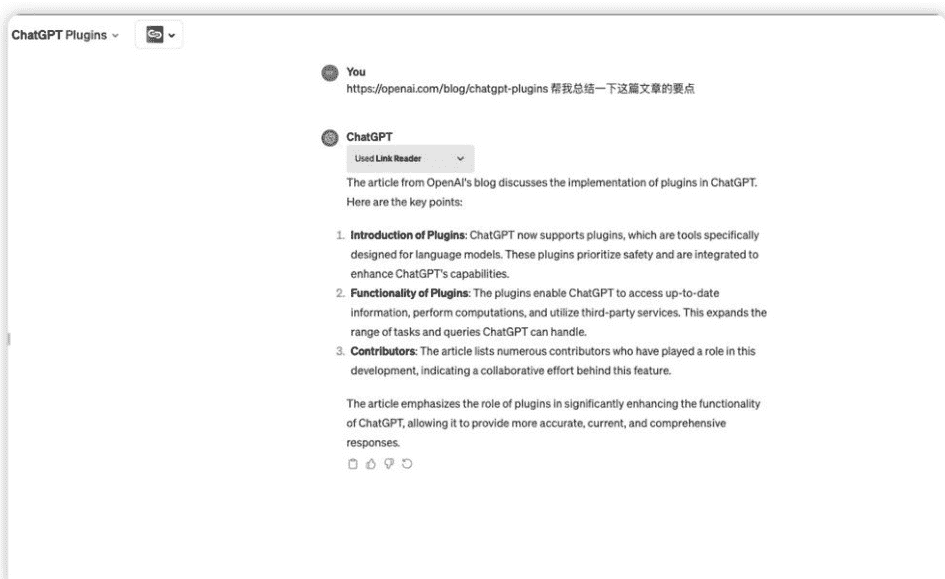 ChatGPT Plugins
You
https://openai.com/blog/chatgpt-plugins 帮我总结一下这篇文章的要点
ChatGPT
Used Link Reader
The article from OpenAI's blog discusses the implementation of plugins in ChatGPT.
Here are the key points:
1. Introduction of Plugins: ChatGPT now supports plugins, which are tools specifically
designed for language models. These plugins prioritize safety and are integrated to
enhance ChatGPT's capabilities.
2. Functionality of Plugins: The plugins enable ChatGPT to access up-to-date
information, perform computations, and utilize third-party services. This expands the
range of tasks and queries ChatGPT can handle.
3. Contributors: The article lists numerous contributors who have played a role in this
development, indicating a collaborative effort behind this feature.
The article emphasizes the role of plugins in significantly enhancing the functionality
of ChatGPT, allowing it to provide more accurate, current, and comprehensive
responses.